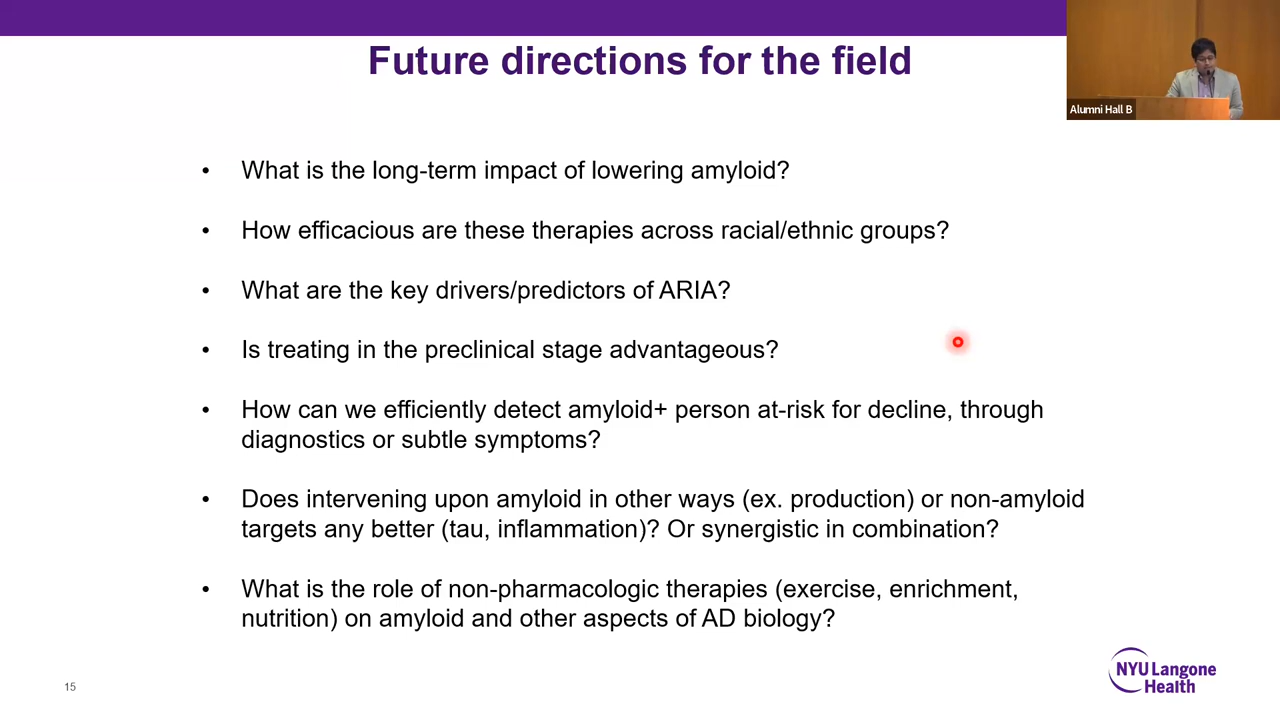 Future directions for the field
Alumni Hall B
• What is the long-term impact of lowering amyloid?
• How efficacious are these therapies across racial/ethnic groups?
• What are the key drivers/predictors of ARIA?
• Is treating in the preclinical stage advantageous?
• How can we efficiently detect amyloid+ person at-risk for decline, through
diagnostics or subtle symptoms?
• Does intervening upon amyloid in other ways (ex. production) or non-amyloid
targets any better (tau, inflammation)? Or synergistic in combination?
• What is the role of non-pharmacologic therapies (exercise, enrichment,
nutrition) on amyloid and other aspects of AD biology?
15
NYU Langone
Health